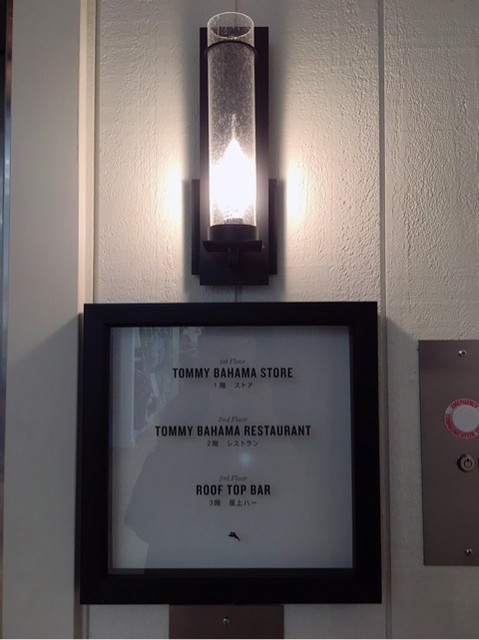 1st Floor
TOMMY BAHAMA STORE
1階 ストア
2nd Floor
TOMMY BAHAMA RESTAURANT
2階 レストラン
3rd Floor
ROOF TOP BAR
3階 屋上バー